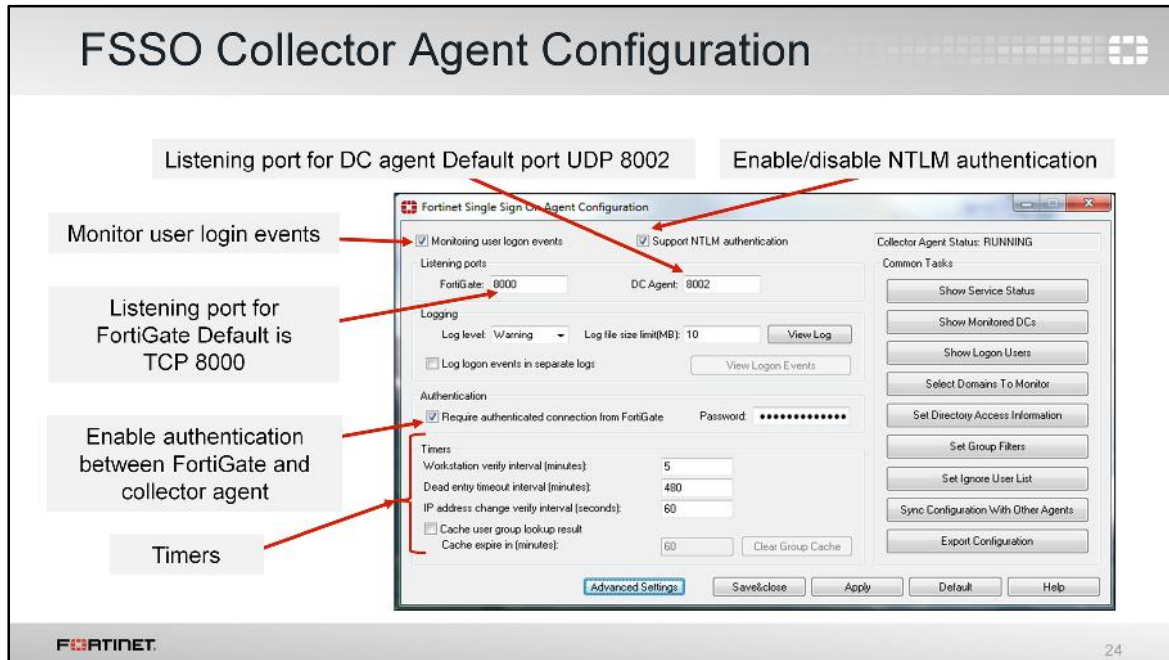 FSSO Collector Agent Configuration
Listening port for DC agent Default port UDP 8002
Enable/disable NTLM authentication
Monitor user login events
Listening port for
FortiGate Default is
TCP 8000
Enable authentication
between FortiGate and
collector agent
Timers
Fortinet Single Sign On Agent Configuration
Monitoring user logon events
Support NTLM authentication
Listening ports
FortiGate: 8000
DC Agent: 8002
Logging
Log level: Warning
Log file size limit(MB): 10
View Log
Log logon events in separate logs
View Logon Events
Authentication
Require authenticated connection from FortiGate
Password: •••••••••••••
Timers
Workstation verify interval (minutes): 5
Dead entry timeout interval (minutes): 480
IP address change verify interval (seconds): 60
Cache user group lookup result
Cache expire in (minutes): 60
Clear Group Cache
Collector Agent Status: RUNNING
Common Tasks
Show Service Status
Show Monitored DCs
Show Logon Users
Select Domains To Monitor
Set Directory Access Information
Set Group Filters
Set Ignore User List
Sync Configuration With Other Agents
Export Configuration
Advanced Settings
Save&close
Apply
Default
Help
FORTINET.
24